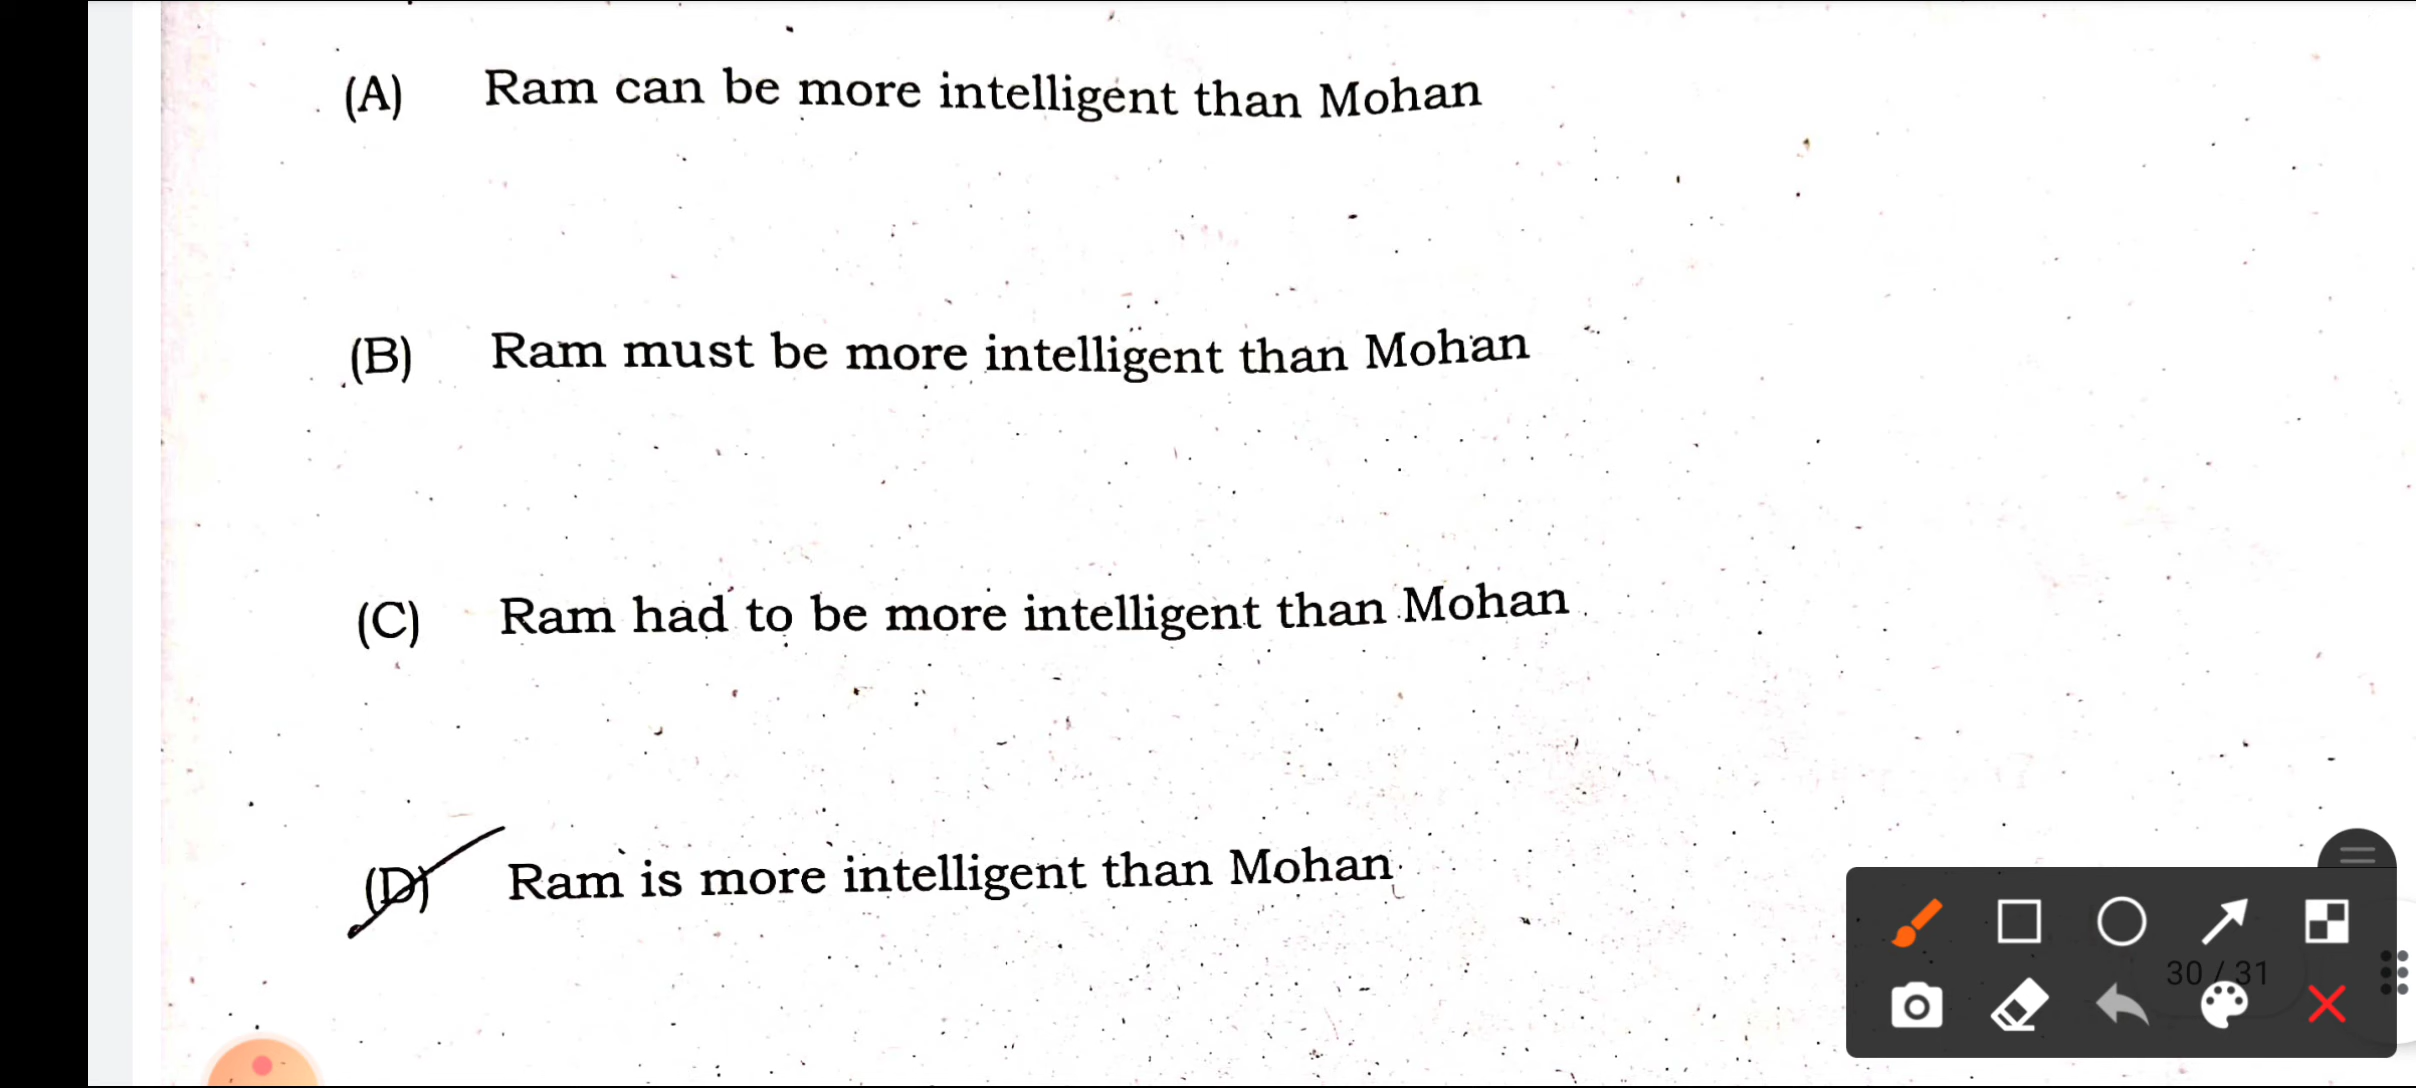 (A) Ram can be more intelligent than Mohan
(B) Ram must be more intelligent than Mohan
(C) Ram had to be more intelligent than Mohan
(D) Ram is more intelligent than Mohan
30 / 31